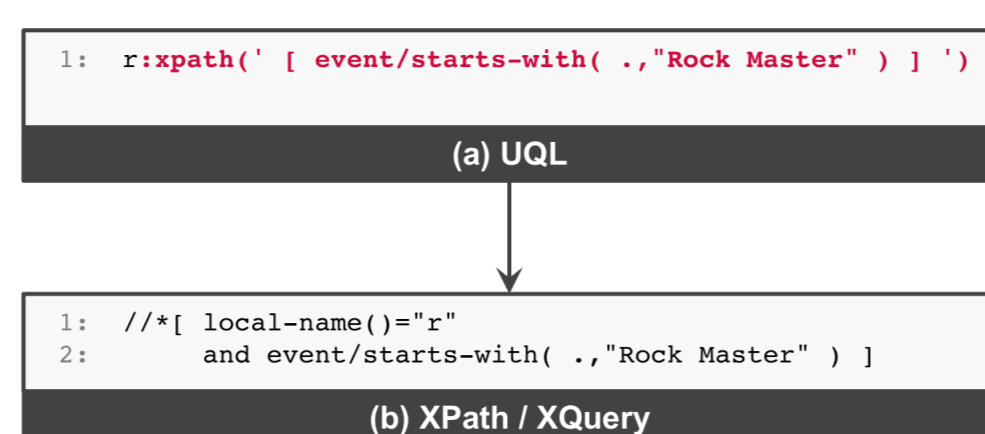 1: r:xpath(' [ event/starts-with( .,"Rock Master" ) ] ')
(a) UQL
1: //*[ local-name()="r"
2: and event/starts-with( .,"Rock Master" ) ]
(b) XPath / XQuery